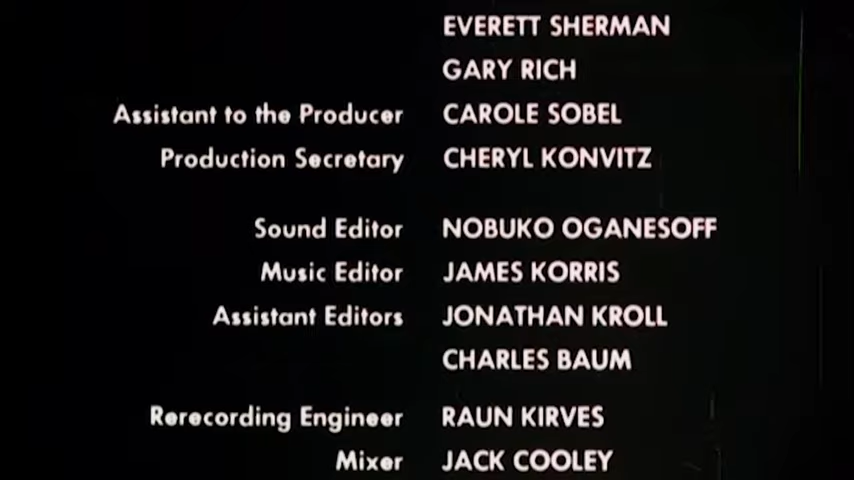 EVERETT SHERMAN
GARY RICH
Assistant to the Producer CAROLE SOBEL
Production Secretary CHERYL KONVITZ
Sound Editor NOBUKO OGANESOFF
Music Editor JAMES KORRIS
Assistant Editors JONATHAN KROLL
CHARLES BAUM
Rerecording Engineer RAUN KIRVES
Mixer JACK COOLEY